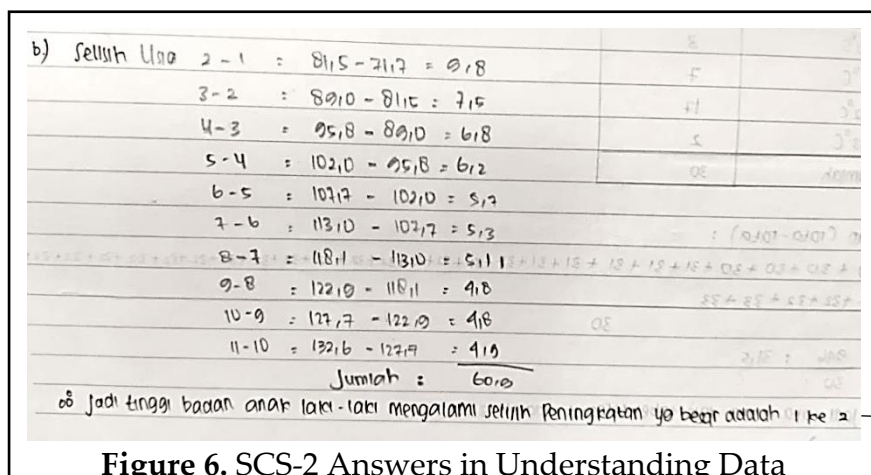 b.) Selisih Usia 2 - 1 : 81,5 - 71,7 = 9,8
3-2 : 89,0 - 81,5 = 7,5
4-3 = 95,8 - 89,0 = 6,8
5-4 : 102,0 - 95,8 = 6,2
6-5 : 107,7 - 102,0 = 5,7
7-6 : 113,0 - 107,7 = 5,3
8-7 = 118,1 - 113,0 = 5,1
9-8 : 122,9 - 118,1 = 4,8
10-9 : 127,7 - 122,9 = 4,8
11-10 = 132,6 - 127,7 = 4,9
Jumlah : 60,9
∞ Jadi tinggi badan anak laki-laki mengalami selisih Peningkatan yg besar adalah 1 ke 2
Figure 6. SCS-2 Answers in Understanding Data